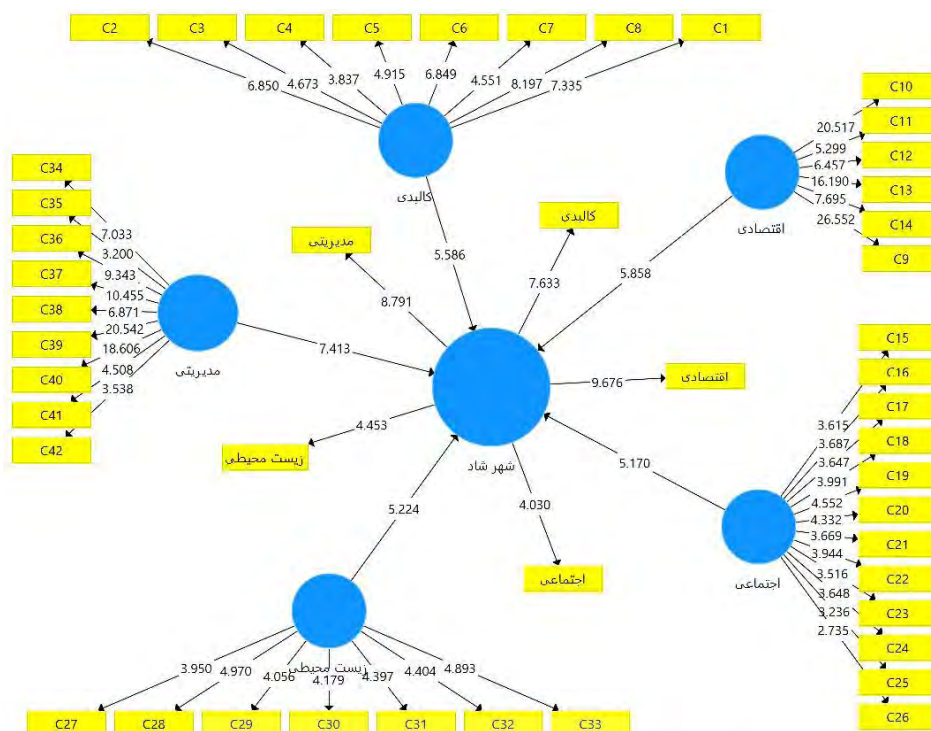 C2
C3
C4
C5
C6
C7
C8
C1
6.850
4.673
3.837
4.915
6.849
4.551
8.197
7.335
کالبدی
C10
C11
C12
C13
C14
C9
20.517
5.299
6.457
16.190
7.695
26.552
اقتصادی
C34
C35
C36
C37
C38
C39
C40
C41
C42
7.033
3.200
9.343
10.455
6.871
20.542
18.606
4.508
3.538
مدیریتی
5.586
5.858
7.413
5.170
5.224
مدیریتی
8.791
کالبدی
7.633
اقتصادی
9.676
زیست محیطی
4.453
اجتماعی
4.030
شهر شاد
C15
C16
C17
C18
C19
C20
C21
C22
C23
C24
C25
C26
3.615
3.687
3.647
3.991
4.552
4.332
3.669
3.944
3.516
3.648
3.236
2.735
اجتماعی
زیست محیطی
3.950
4.970
4.056
4.179
4.397
4.404
4.893
C27
C28
C29
C30
C31
C32
C33